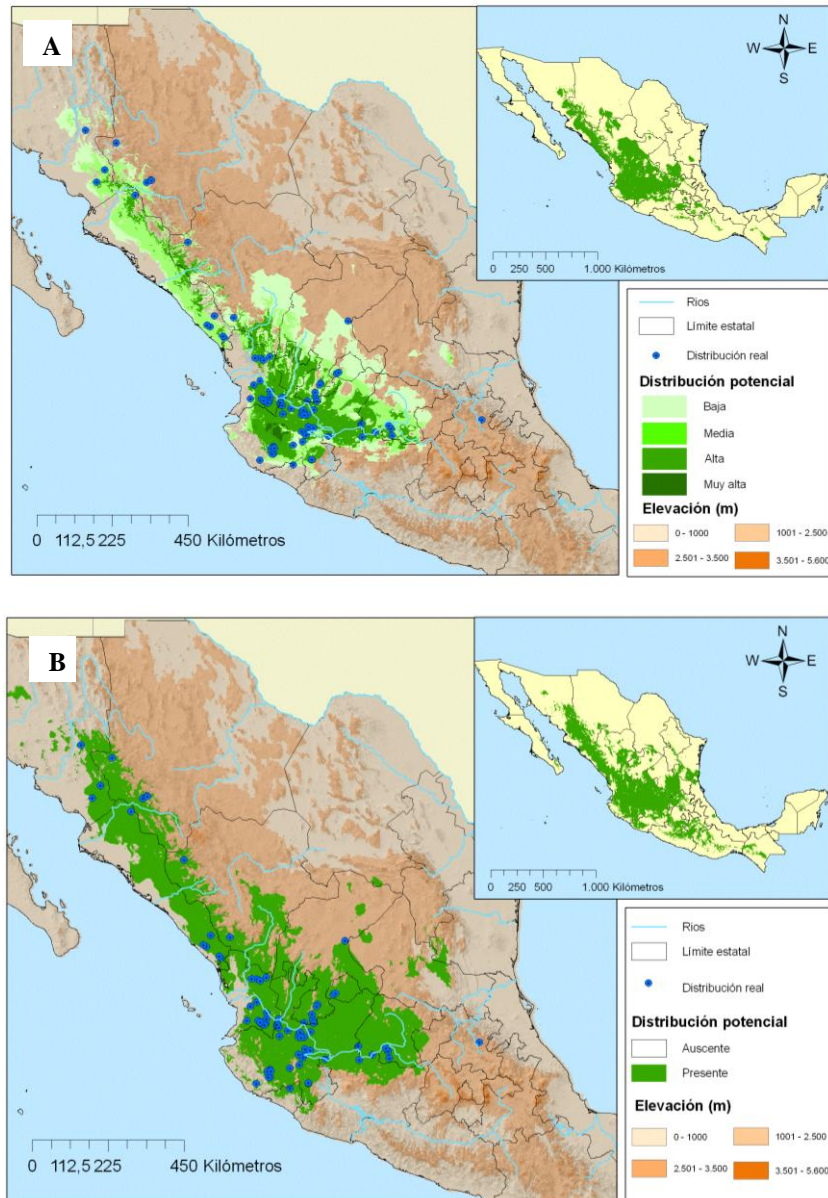 A
N
W E
S
0 250 500 1.000 Kilómetros
Rios
Límite estatal
Distribución real
Distribución potencial
Baja
Media
Alta
Muy alta
Elevación (m)
0 - 1000 1001 - 2.500
2.501 - 3.500 3.501 - 5.600
0 112,5 225 450 Kilómetros
B
N
W E
S
0 250 500 1.000 Kilómetros
Rios
Límite estatal
Distribución real
Distribución potencial
Auscente
Presente
Elevación (m)
0 - 1000 1001 - 2.500
2.501 - 3.500 3.501 - 5.600
0 112,5 225 450 Kilómetros